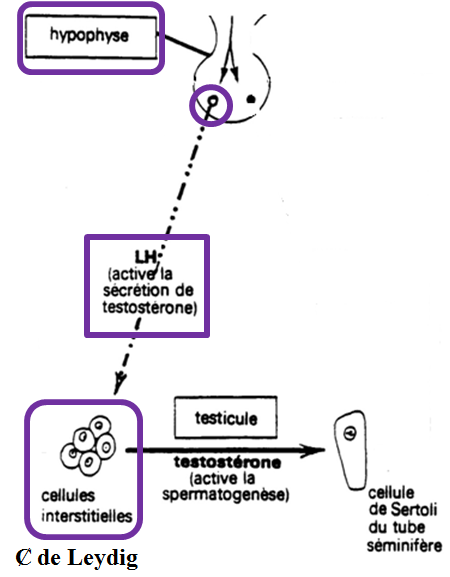 hypophyse
LH
(active la
sécrétion de
testostérone)
testicule
testostérone
(active la
spermatogenèse)
cellules
interstitielles
cellule
de Sertoli
du tube
séminifère
Ȼ de Leydig